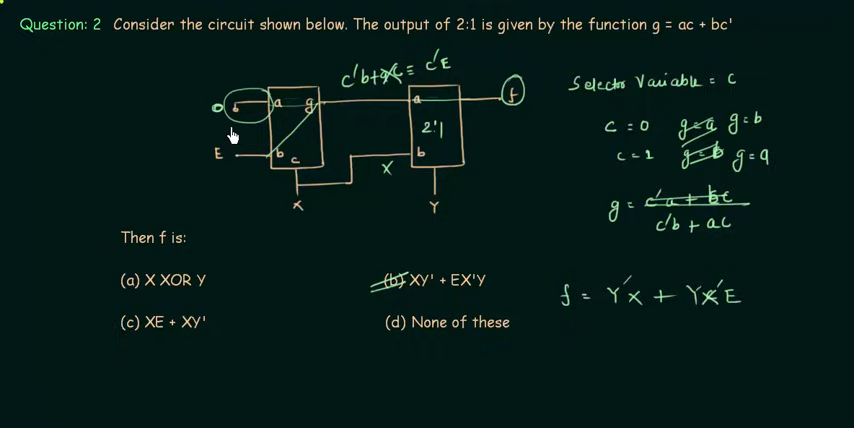 Question: 2 Consider the circuit shown below. The output of 2:1 is given by the function g = ac + bc'
c'b + ac = c'E
Selector Variable = c
0 a g a f
c = 0 g = a g = b
2:1
E b c b
c = 1 g = b g = a
X
g = c'a + bc
X Y
c'b + ac
Then f is:
(a) X XOR Y (b) XY' + EX'Y
f = Y'X + YX'E
(c) XE + XY' (d) None of these